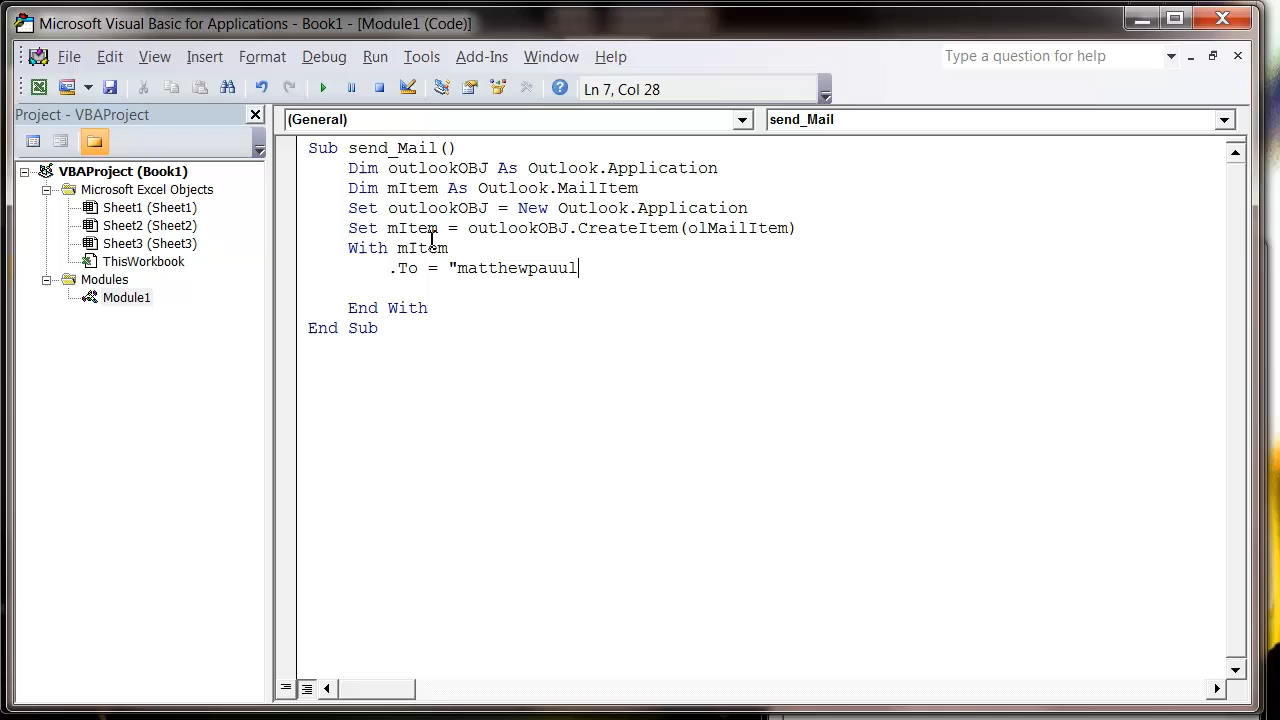 Microsoft Visual Basic for Applications - Book1 - [Module1 (Code)]
File Edit View Insert Format Debug Run Tools Add-Ins Window Help Type a question for help
Ln 7, Col 28
Project - VBAProject
(General) send_Mail
VBAProject (Book1)
Microsoft Excel Objects
Sheet1 (Sheet1)
Sheet2 (Sheet2)
Sheet3 (Sheet3)
ThisWorkbook
Modules
Module1
Sub send_Mail()
Dim outlookOBJ As Outlook.Application
Dim mItem As Outlook.MailItem
Set outlookOBJ = New Outlook.Application
Set mItem = outlookOBJ.CreateItem(olMailItem)
With mItem
.To = "matthewpauul
End With
End Sub